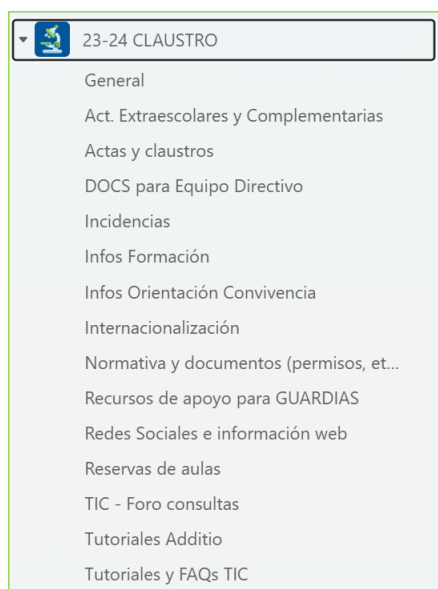 23-24 CLAUSTRO
General
Act. Extraescolares y Complementarias
Actas y claustros
DOCS para Equipo Directivo
Incidencias
Infos Formación
Infos Orientación Convivencia
Internacionalización
Normativa y documentos (permisos, et...
Recursos de apoyo para GUARDIAS
Redes Sociales e información web
Reservas de aulas
TIC - Foro consultas
Tutoriales Additio
Tutoriales y FAQs TIC